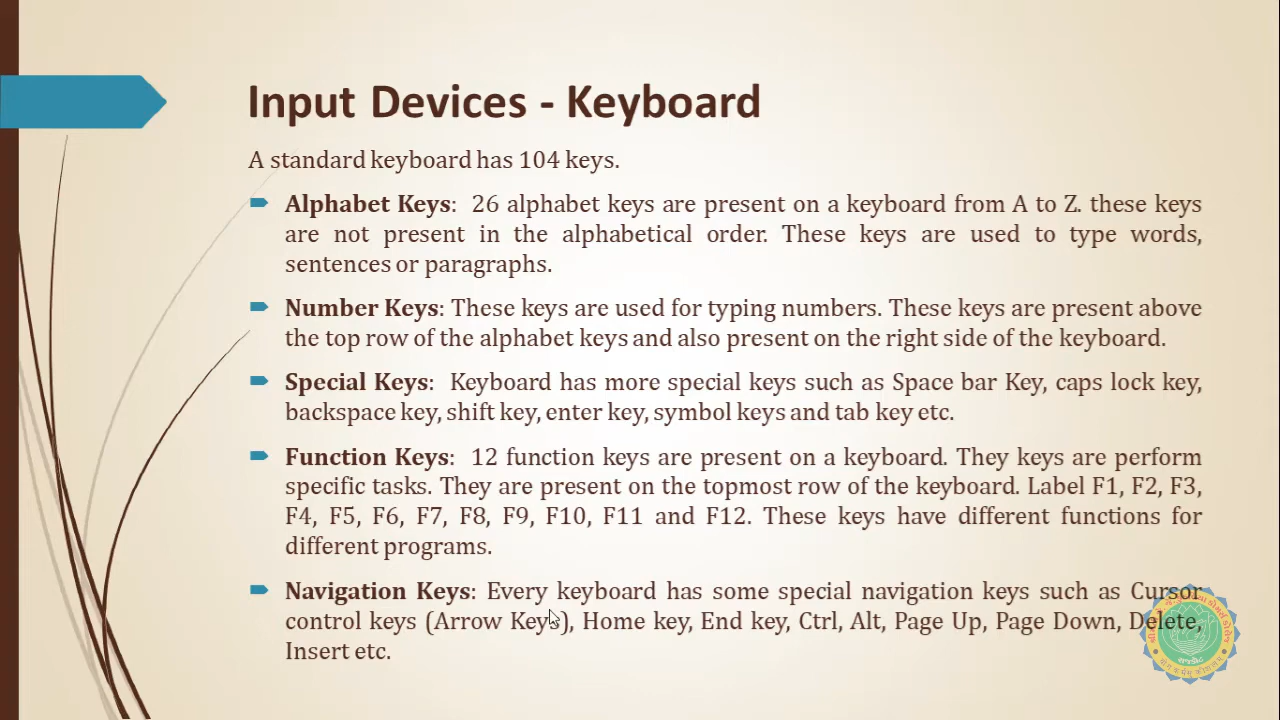 Input Devices - Keyboard
A standard keyboard has 104 keys.
Alphabet Keys: 26 alphabet keys are present on a keyboard from A to Z. these keys
are not present in the alphabetical order. These keys are used to type words,
sentences or paragraphs.
Number Keys: These keys are used for typing numbers. These keys are present above
the top row of the alphabet keys and also present on the right side of the keyboard.
Special Keys: Keyboard has more special keys such as Space bar Key, caps lock key,
backspace key, shift key, enter key, symbol keys and tab key etc.
Function Keys: 12 function keys are present on a keyboard. They keys are perform
specific tasks. They are present on the topmost row of the keyboard. Label F1, F2, F3,
F4, F5, F6, F7, F8, F9, F10, F11 and F12. These keys have different functions for
different programs.
Navigation Keys: Every keyboard has some special navigation keys such as Cursor
control keys (Arrow Keys), Home key, End key, Ctrl, Alt, Page Up, Page Down, Delete,
Insert etc.